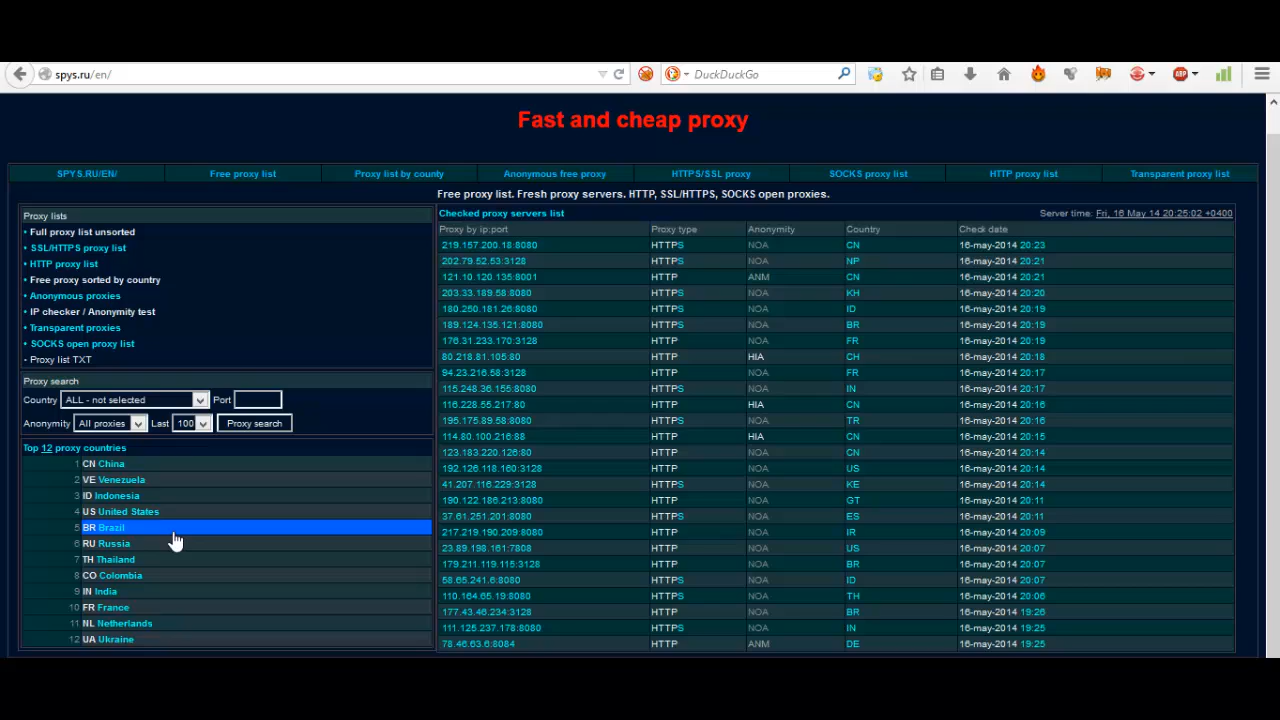 spys.ru/en/
DuckDuckGo
ABP
Fast and cheap proxy
SPYS.RU/EN/ Free proxy list Proxy list by county Anonymous free proxy HTTPS/SSL proxy SOCKS proxy list HTTP proxy list Transparent proxy list
Free proxy list. Fresh proxy servers. HTTP, SSL/HTTPS, SOCKS open proxies.
Proxy lists
Full proxy list unsorted
SSL/HTTPS proxy list
HTTP proxy list
Free proxy sorted by country
Anonymous proxies
IP checker / Anonymity test
Transparent proxies
SOCKS open proxy list
- Proxy list TXT
Proxy search
Country ALL - not selected Port
Anonymity All proxies Last 100 Proxy search
Top 12 proxy countries
1 CN China
2 VE Venezuela
3 ID Indonesia
4 US United States
5 BR Brazil
6 RU Russia
7 TH Thailand
8 CO Colombia
9 IN India
10 FR France
11 NL Netherlands
12 UA Ukraine
Checked proxy servers list Server time: Fri, 16 May 14 20:25:02 +0400
Proxy by ip:port Proxy type Anonymity Country Check date
219.157.200.18:8080 HTTPS NOA CN 16-may-2014 20:23
202.79.52.53:3128 HTTPS NOA NP 16-may-2014 20:21
121.10.120.135:8001 HTTP ANM CN 16-may-2014 20:21
203.33.189.58:8080 HTTPS NOA KH 16-may-2014 20:20
180.250.181.26:8080 HTTPS NOA ID 16-may-2014 20:19
189.124.135.121:8080 HTTPS NOA BR 16-may-2014 20:19
176.31.233.170:3128 HTTP NOA FR 16-may-2014 20:19
80.218.81.105:80 HTTP HIA CH 16-may-2014 20:18
94.23.216.58:3128 HTTP NOA FR 16-may-2014 20:17
115.248.36.155:8080 HTTPS NOA IN 16-may-2014 20:17
116.228.55.217:80 HTTP HIA CN 16-may-2014 20:16
195.175.89.58:8080 HTTPS NOA TR 16-may-2014 20:16
114.80.100.216:88 HTTP HIA CN 16-may-2014 20:15
123.183.220.126:80 HTTP NOA CN 16-may-2014 20:14
192.126.118.160:3128 HTTP NOA US 16-may-2014 20:14
41.207.116.229:3128 HTTPS NOA KE 16-may-2014 20:14
190.122.186.213:8080 HTTP NOA GT 16-may-2014 20:11
37.61.251.201:8080 HTTPS NOA ES 16-may-2014 20:11
217.219.190.209:8080 HTTP NOA IR 16-may-2014 20:09
23.89.198.161:7808 HTTP NOA US 16-may-2014 20:07
179.211.119.115:3128 HTTP NOA BR 16-may-2014 20:07
58.65.241.6:8080 HTTPS NOA ID 16-may-2014 20:07
110.164.65.19:8080 HTTPS NOA TH 16-may-2014 20:06
177.43.46.234:3128 HTTP NOA BR 16-may-2014 19:26
111.125.237.178:8080 HTTPS NOA IN 16-may-2014 19:25
78.46.63.6:8084 HTTP ANM DE 16-may-2014 19:25